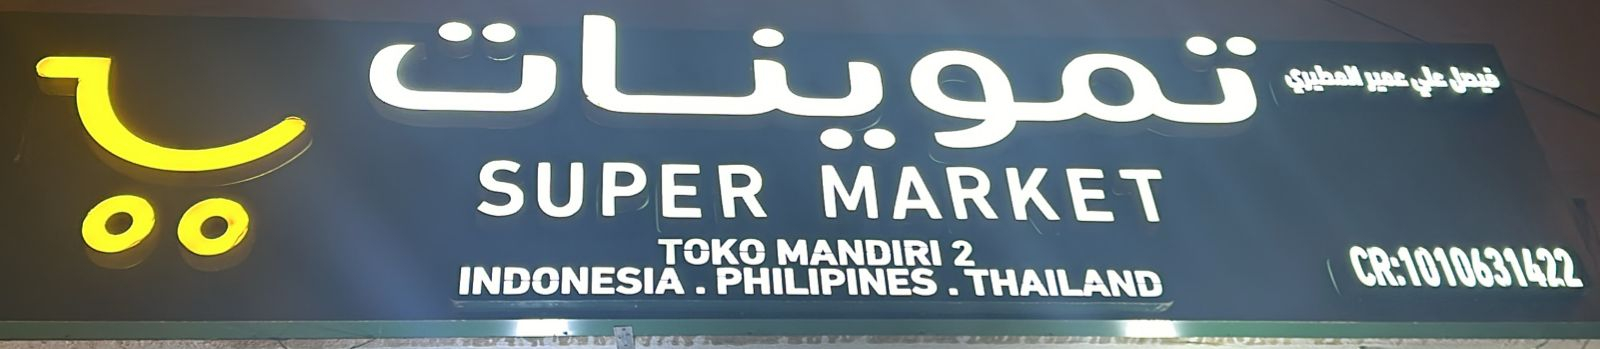 تموينات
فيصل علي عمير المطيري
SUPER MARKET
TOKO MANDIRI 2
INDONESIA . PHILIPINES . THAILAND
CR:1010631422